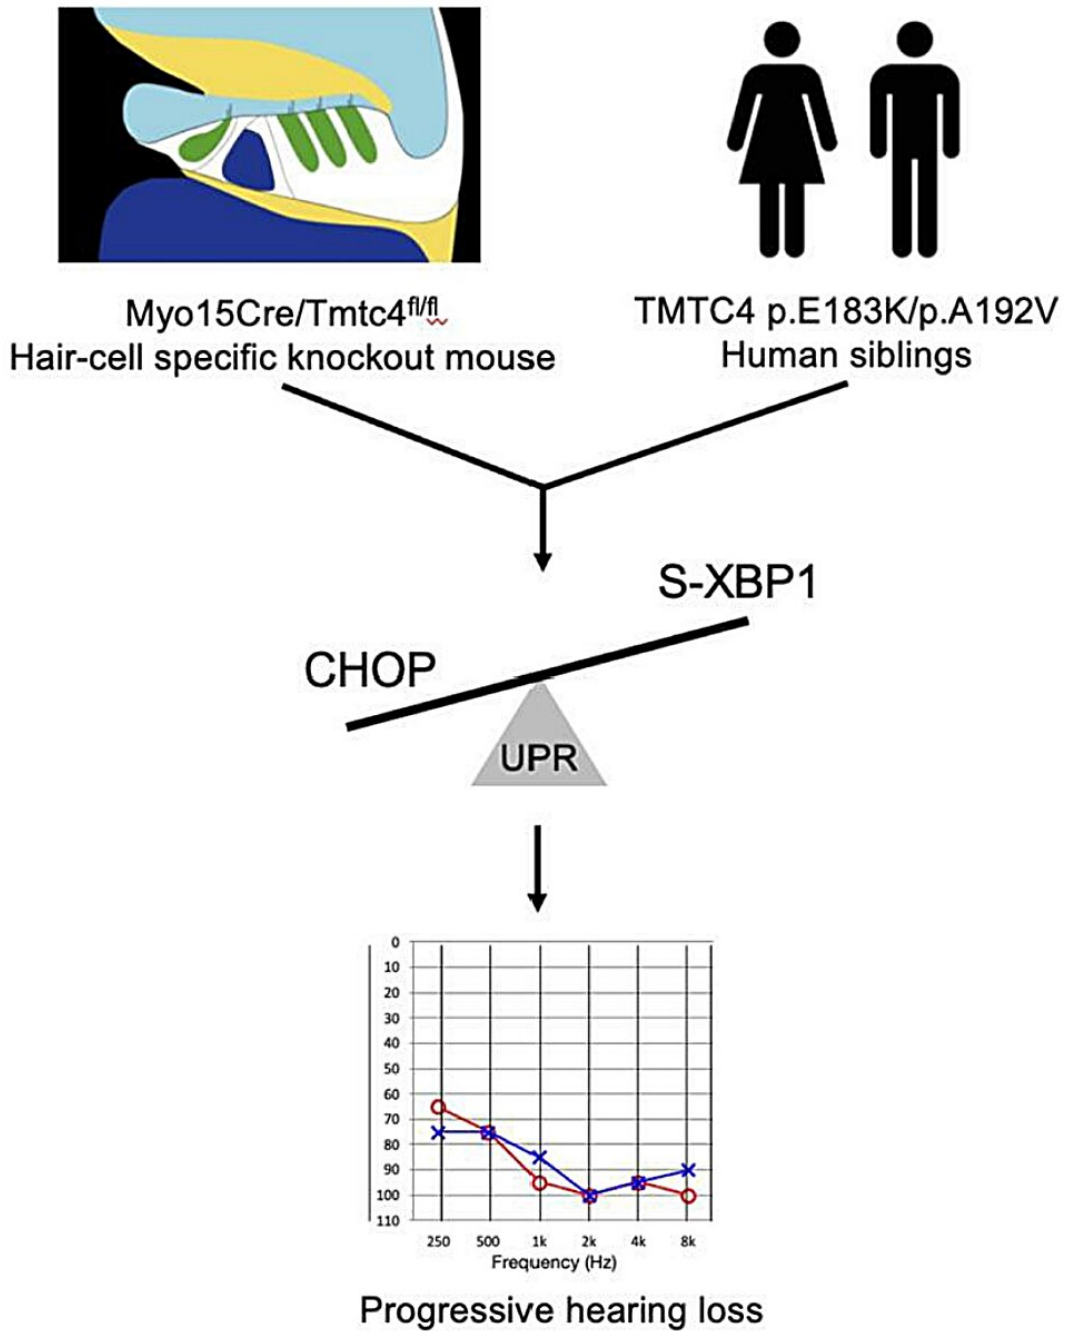 Myo15Cre/Tmtc4fl/fl
Hair-cell specific knockout mouse
TMTC4 p.E183K/p.A192V
Human siblings
S-XBP1
CHOP
UPR
0
10
20
30
40
50
60
70
80
90
100
110
250 500 1k 2k 4k 8k
Frequency (Hz)
Progressive hearing loss